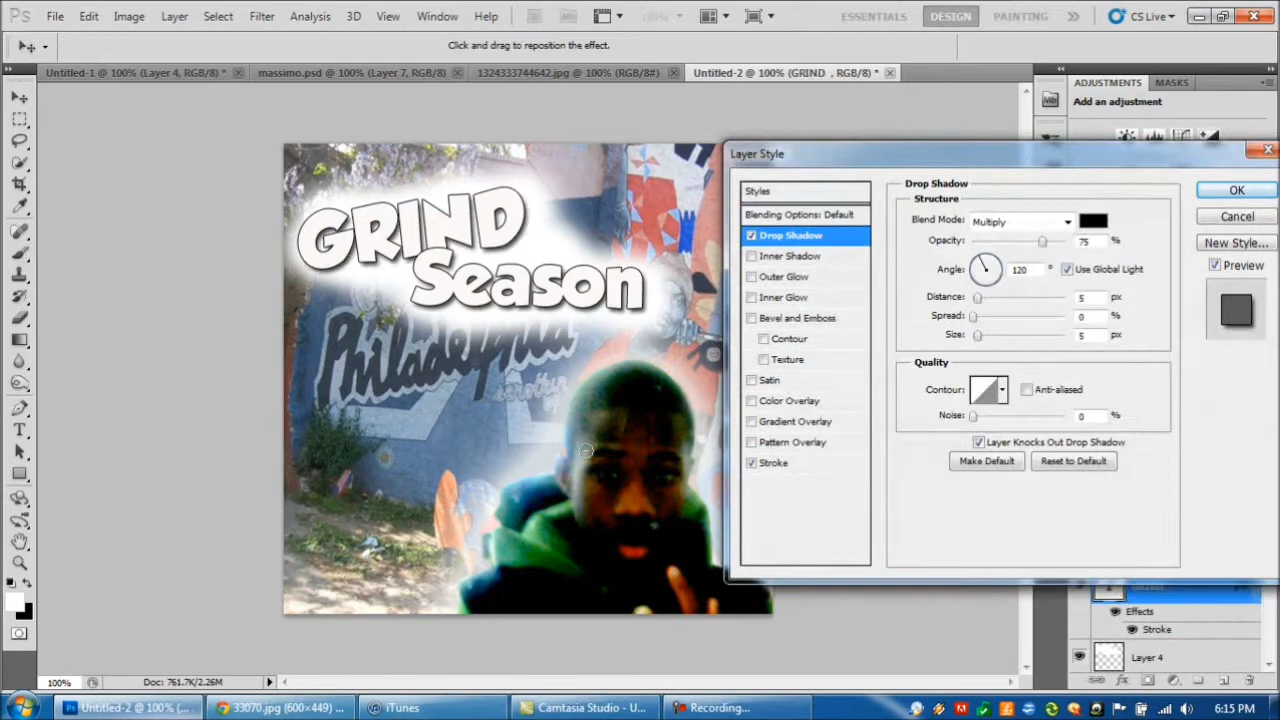 Ps File Edit Image Layer Select Filter Analysis 3D View Window Help 100% ESSENTIALS DESIGN PAINTING CS Live
Click and drag to reposition the effect.
Untitled-1 @ 100% (Layer 4, RGB/8) * massimo.psd @ 100% (Layer 7, RGB/8) 1324333744642.jpg @ 100% (RGB/8#) Untitled-2 @ 100% (GRIND , RGB/8) *
ADJUSTMENTS MASKS
Add an adjustment
GRIND
Season
Philadelphia
Layer Style
Styles
Blending Options: Default
Drop Shadow
Inner Shadow
Outer Glow
Inner Glow
Bevel and Emboss
Contour
Texture
Satin
Color Overlay
Gradient Overlay
Pattern Overlay
Stroke
Drop Shadow
Structure
Blend Mode: Multiply
Opacity: 75 %
Angle: 120 ° Use Global Light
Distance: 5 px
Spread: 0 %
Size: 5 px
Quality
Contour: Anti-aliased
Noise: 0 %
Layer Knocks Out Drop Shadow
Make Default Reset to Default
OK
Cancel
New Style...
Preview
Effects
Stroke
Layer 4
100% Doc: 761.7K/2.26M
Untitled-2 @ 100% (... 33070.jpg (600×449) ... iTunes Camtasia Studio - U... Recording... 6:15 PM